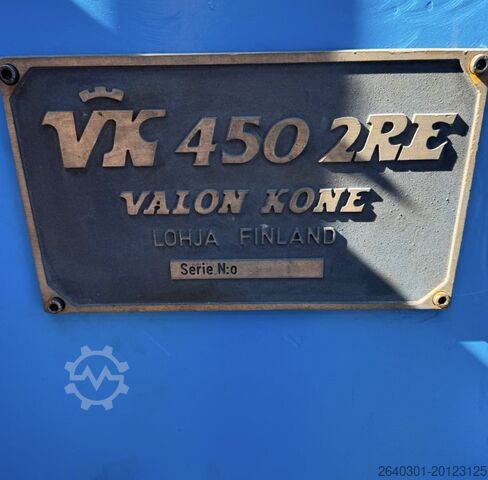 VK 450 2RE
VALON KONE
LOHJA FINLAND
Serie N:o
2640301-20123125